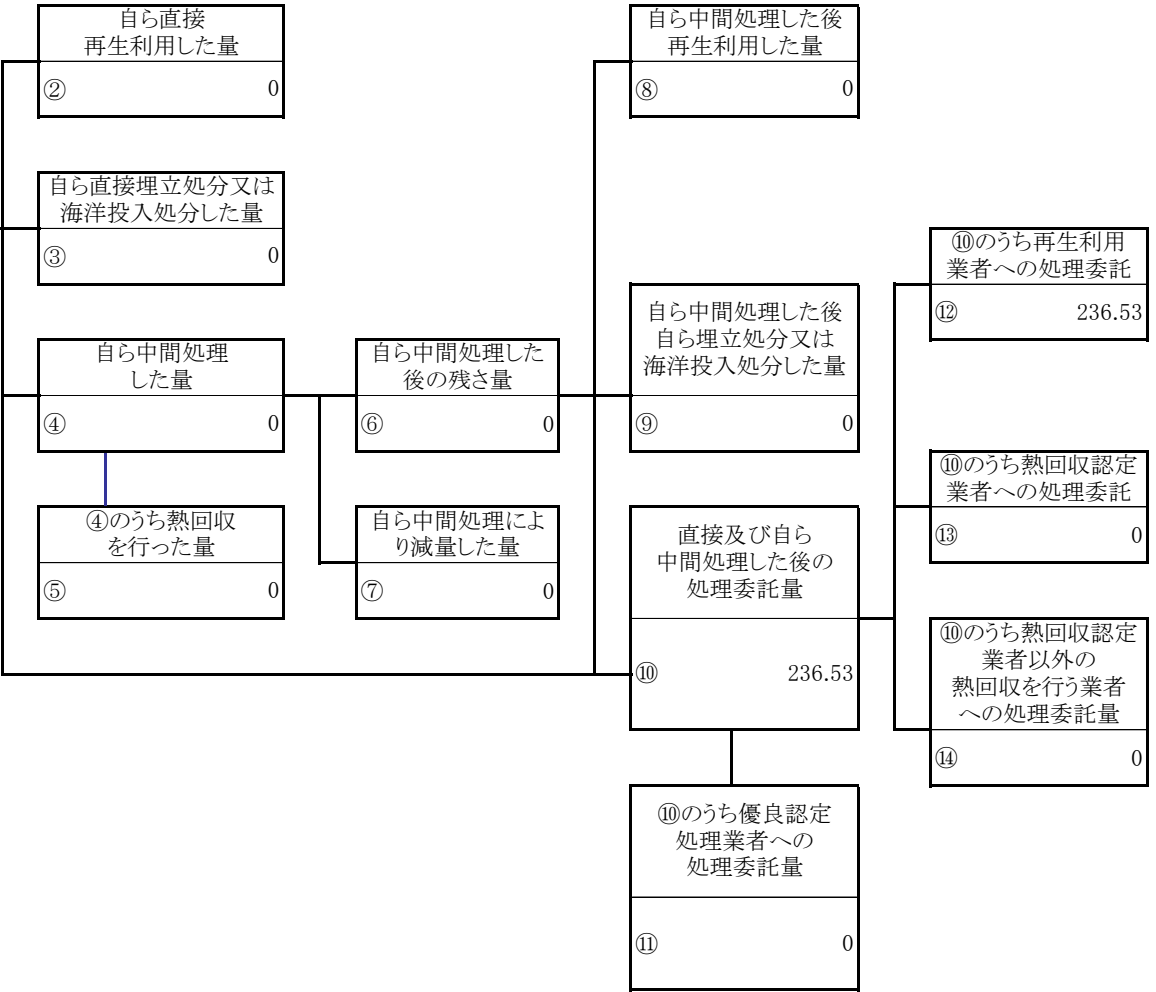 自ら直接
再生利用した量
② 0
自ら直接埋立処分又は
海洋投入処分した量
③ 0
自ら中間処理
した量
④ 0
④のうち熱回収
を行った量
⑤ 0
自ら中間処理した
後の残さ量
⑥ 0
自ら中間処理によ
り減量した量
⑦ 0
自ら中間処理した後
再生利用した量
⑧ 0
自ら中間処理した後
自ら埋立処分又は
海洋投入処分した量
⑨ 0
直接及び自ら
中間処理した後の
処理委託量
⑩ 236.53
⑩のうち優良認定
処理業者への
処理委託量
⑪ 0
⑩のうち再生利用
業者への処理委託
⑫ 236.53
⑩のうち熱回収認定
業者への処理委託
⑬ 0
⑩のうち熱回収認定
業者以外の
熱回収を行う業者
への処理委託量
⑭ 0